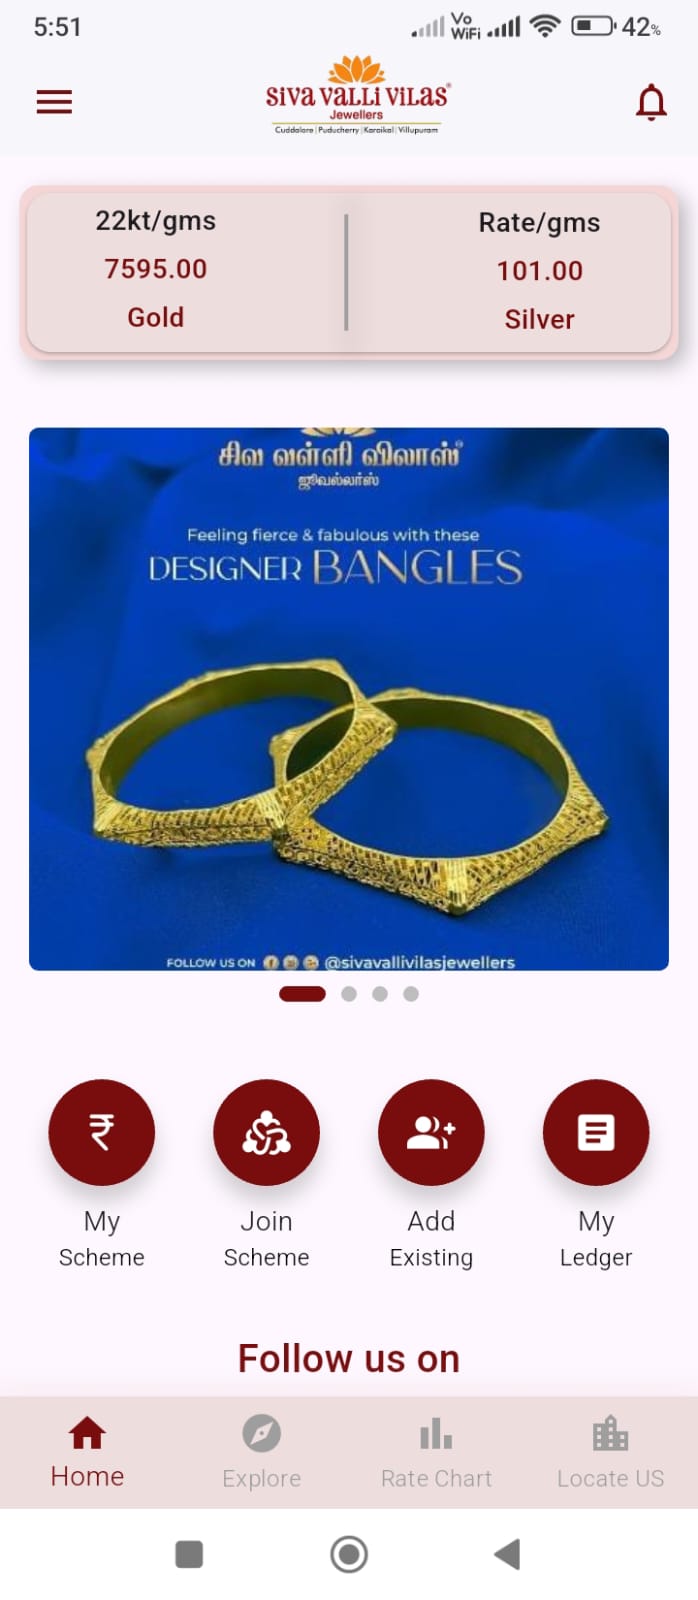 5:51
Vo
WiFi
42%
SIVA VALLI VILAS®
Jewellers
Cuddalore | Puducherry | Karaikal | Villupuram
22kt/gms
7595.00
Gold
Rate/gms
101.00
Silver
சிவ வள்ளி விலாஸ்®
ஜூவல்லர்ஸ்
Feeling fierce & fabulous with these
DESIGNER BANGLES
FOLLOW US ON @sivavallivilasjewellers
My
Scheme
Join
Scheme
Add
Existing
My
Ledger
Follow us on
Home
Explore
Rate Chart
Locate US